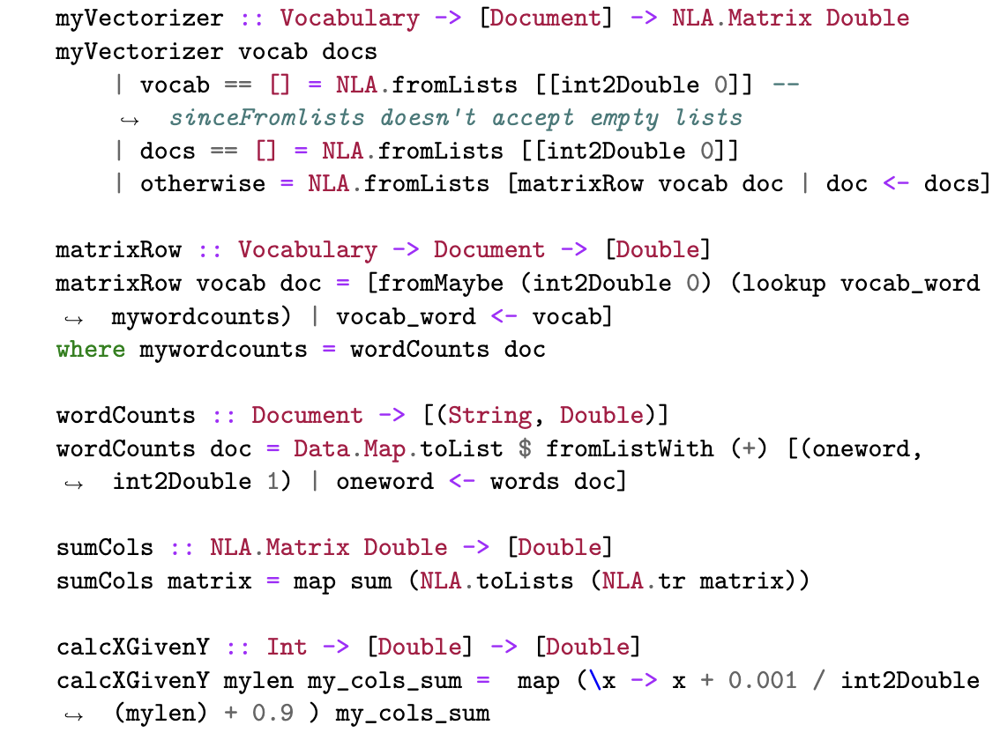 myVectorizer :: Vocabulary -> [Document] -> NLA.Matrix Double
myVectorizer vocab docs
    | vocab == [] = NLA.fromLists [[int2Double 0]] --
    ↪  sinceFromlists doesn't accept empty lists
    | docs == [] = NLA.fromLists [[int2Double 0]]
    | otherwise = NLA.fromLists [matrixRow vocab doc | doc <- docs]

matrixRow :: Vocabulary -> Document -> [Double]
matrixRow vocab doc = [fromMaybe (int2Double 0) (lookup vocab_word
↪  mywordcounts) | vocab_word <- vocab]
where mywordcounts = wordCounts doc

wordCounts :: Document -> [(String, Double)]
wordCounts doc = Data.Map.toList $ fromListWith (+) [(oneword,
↪  int2Double 1) | oneword <- words doc]

sumCols :: NLA.Matrix Double -> [Double]
sumCols matrix = map sum (NLA.toLists (NLA.tr matrix))

calcXGivenY :: Int -> [Double] -> [Double]
calcXGivenY mylen my_cols_sum =  map (\x -> x + 0.001 / int2Double
↪  (mylen) + 0.9 ) my_cols_sum